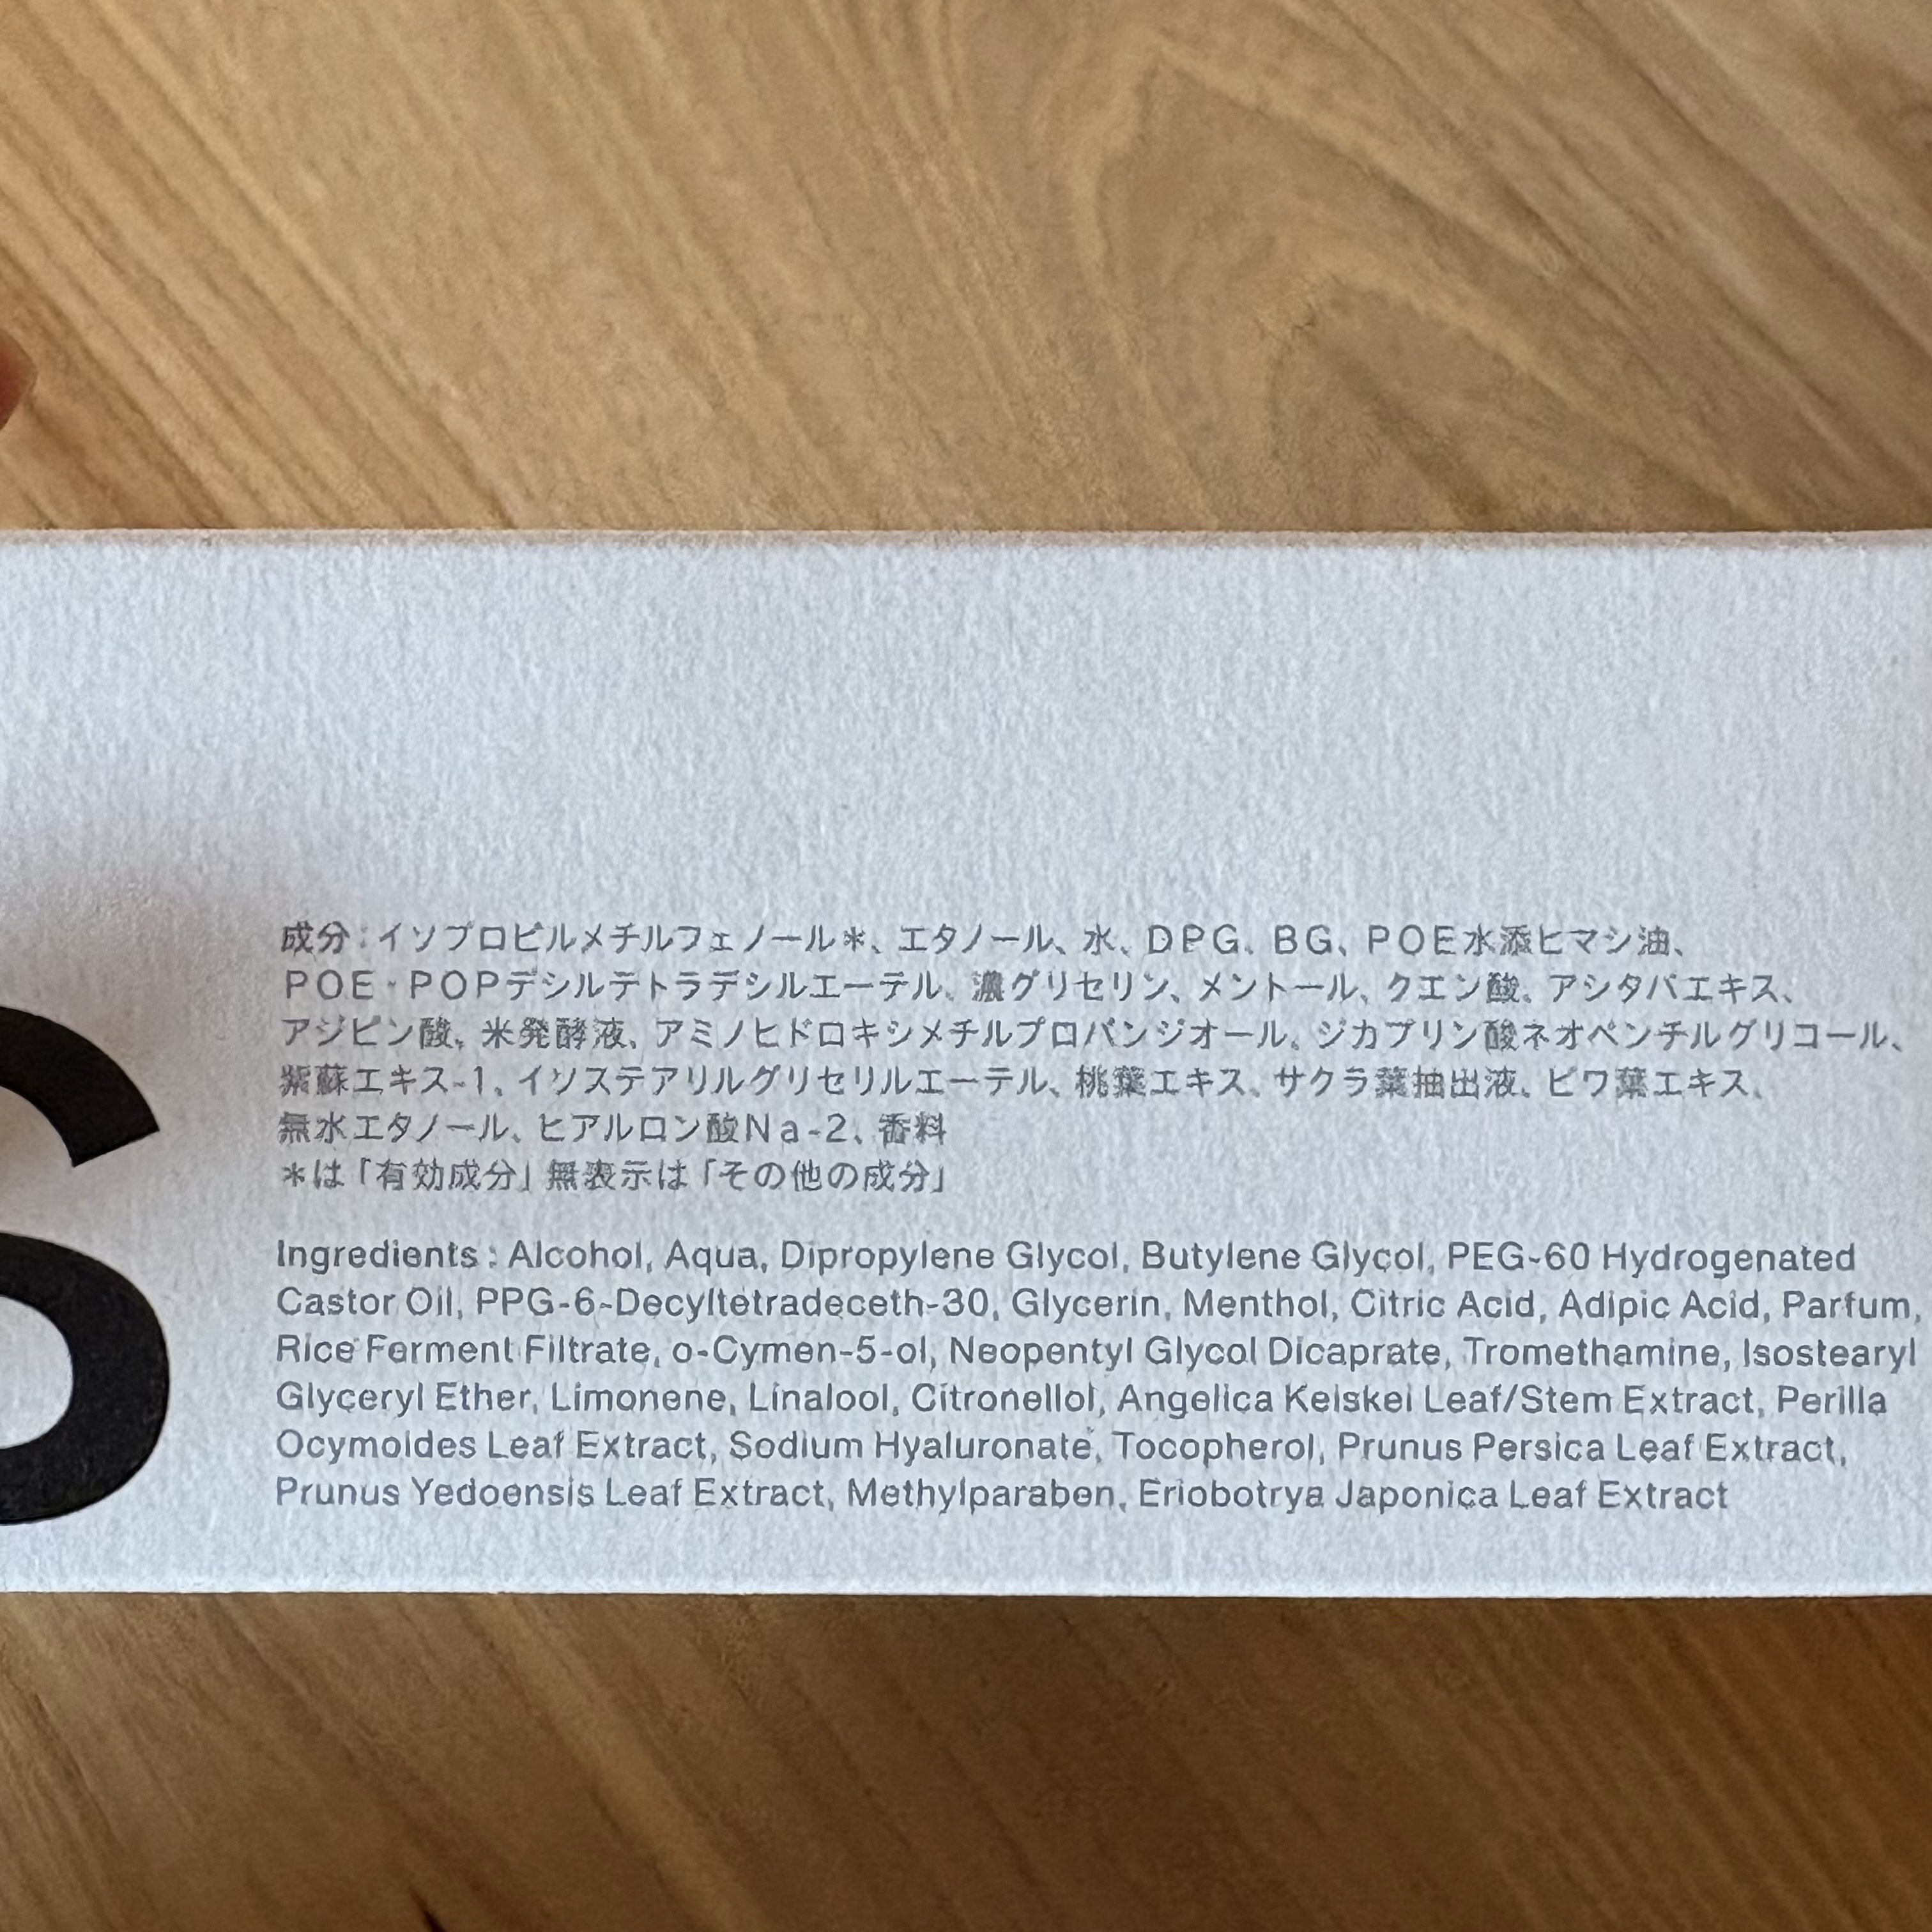 S
成分：イソプロピルメチルフェノール＊、エタノール、水、DPG、BG、POE水添ヒマシ油、
POE・POPデシルテトラデシルエーテル、濃グリセリン、メントール、クエン酸、アシタバエキス、
アジピン酸、米発酵液、アミノヒドロキシメチルプロパンジオール、ジカプリン酸ネオペンチルグリコール、
紫蘇エキス-1、イソステアリルグリセリルエーテル、桃葉エキス、サクラ葉抽出液、ビワ葉エキス、
無水エタノール、ヒアルロン酸Na-2、香料
＊は「有効成分」無表示は「その他の成分」
Ingredients : Alcohol, Aqua, Dipropylene Glycol, Butylene Glycol, PEG-60 Hydrogenated
Castor Oil, PPG-6-Decyltetradeceth-30, Glycerin, Menthol, Citric Acid, Adipic Acid, Parfum,
Rice Ferment Filtrate, o-Cymen-5-ol, Neopentyl Glycol Dicaprate, Tromethamine, Isostearyl
Glyceryl Ether, Limonene, Linalool, Citronellol, Angelica Keiskei Leaf/Stem Extract, Perilla
Ocymoides Leaf Extract, Sodium Hyaluronate, Tocopherol, Prunus Persica Leaf Extract,
Prunus Yedoensis Leaf Extract, Methylparaben, Eriobotrya Japonica Leaf Extract